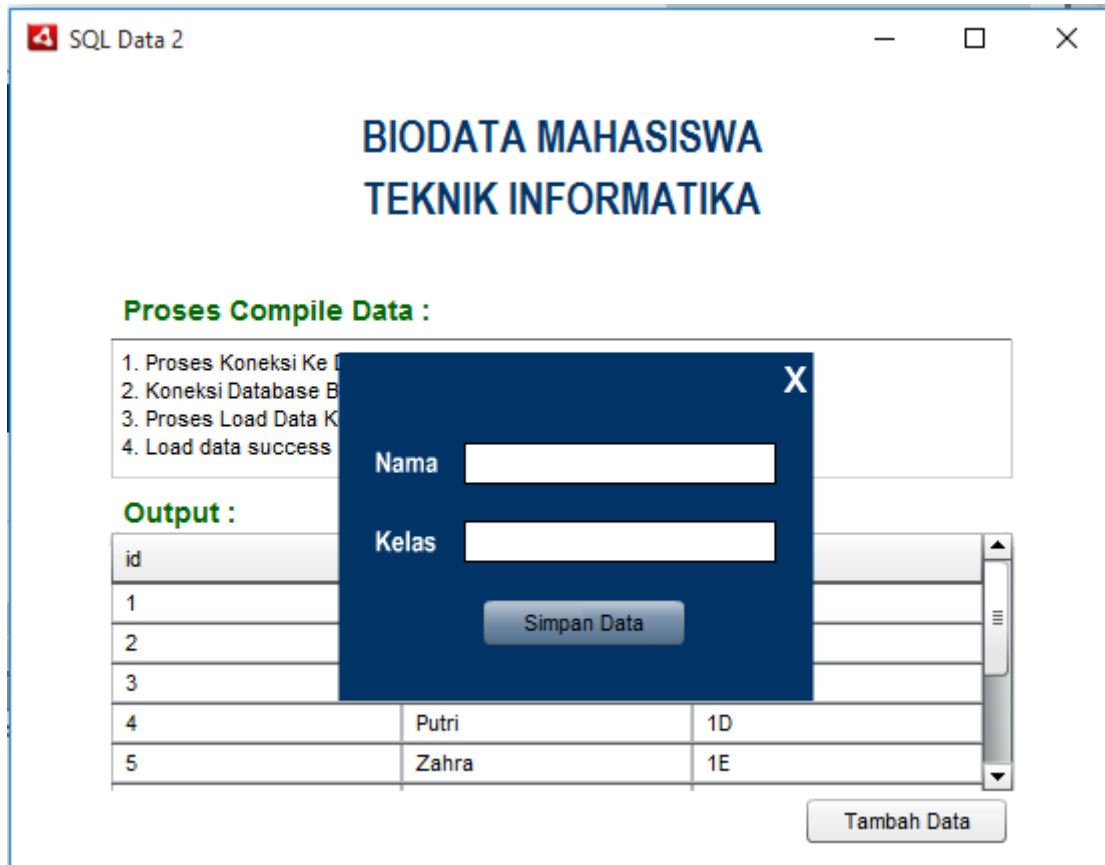 SQL Data 2
BIODATA MAHASISWA
TEKNIK INFORMATIKA
Proses Compile Data :
1. Proses Koneksi Ke
2. Koneksi Database
3. Proses Load Data
4. Load data success
X
Nama
Kelas
Simpan Data
Output :
id
1
2
3
4 Putri 1D
5 Zahra 1E
Tambah Data